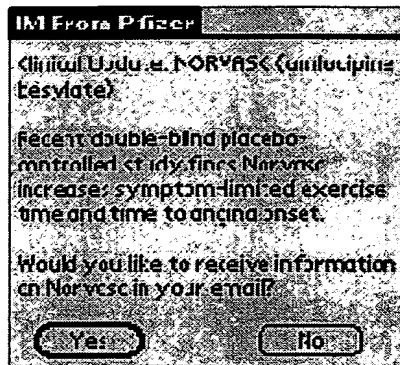 IM From Pfizer
Clinical Update: NORVASC (amlodipine
besylate)
Recent double-blind placebo-
controlled study finds Norvasc
increases symptom-limited exercise
time and time to angina onset.
Would you like to receive information
on Norvasc in your email?
Yes
No